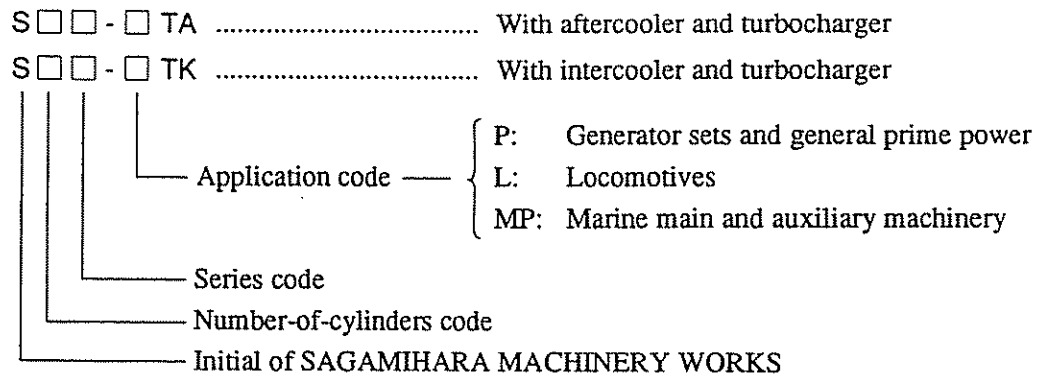 S□□-□TA .................................... With aftercooler and turbocharger
S□□-□TK .................................... With intercooler and turbocharger
P: Generator sets and general prime power
Application code L: Locomotives
MP: Marine main and auxiliary machinery
Series code
Number-of-cylinders code
Initial of SAGAMIHARA MACHINERY WORKS